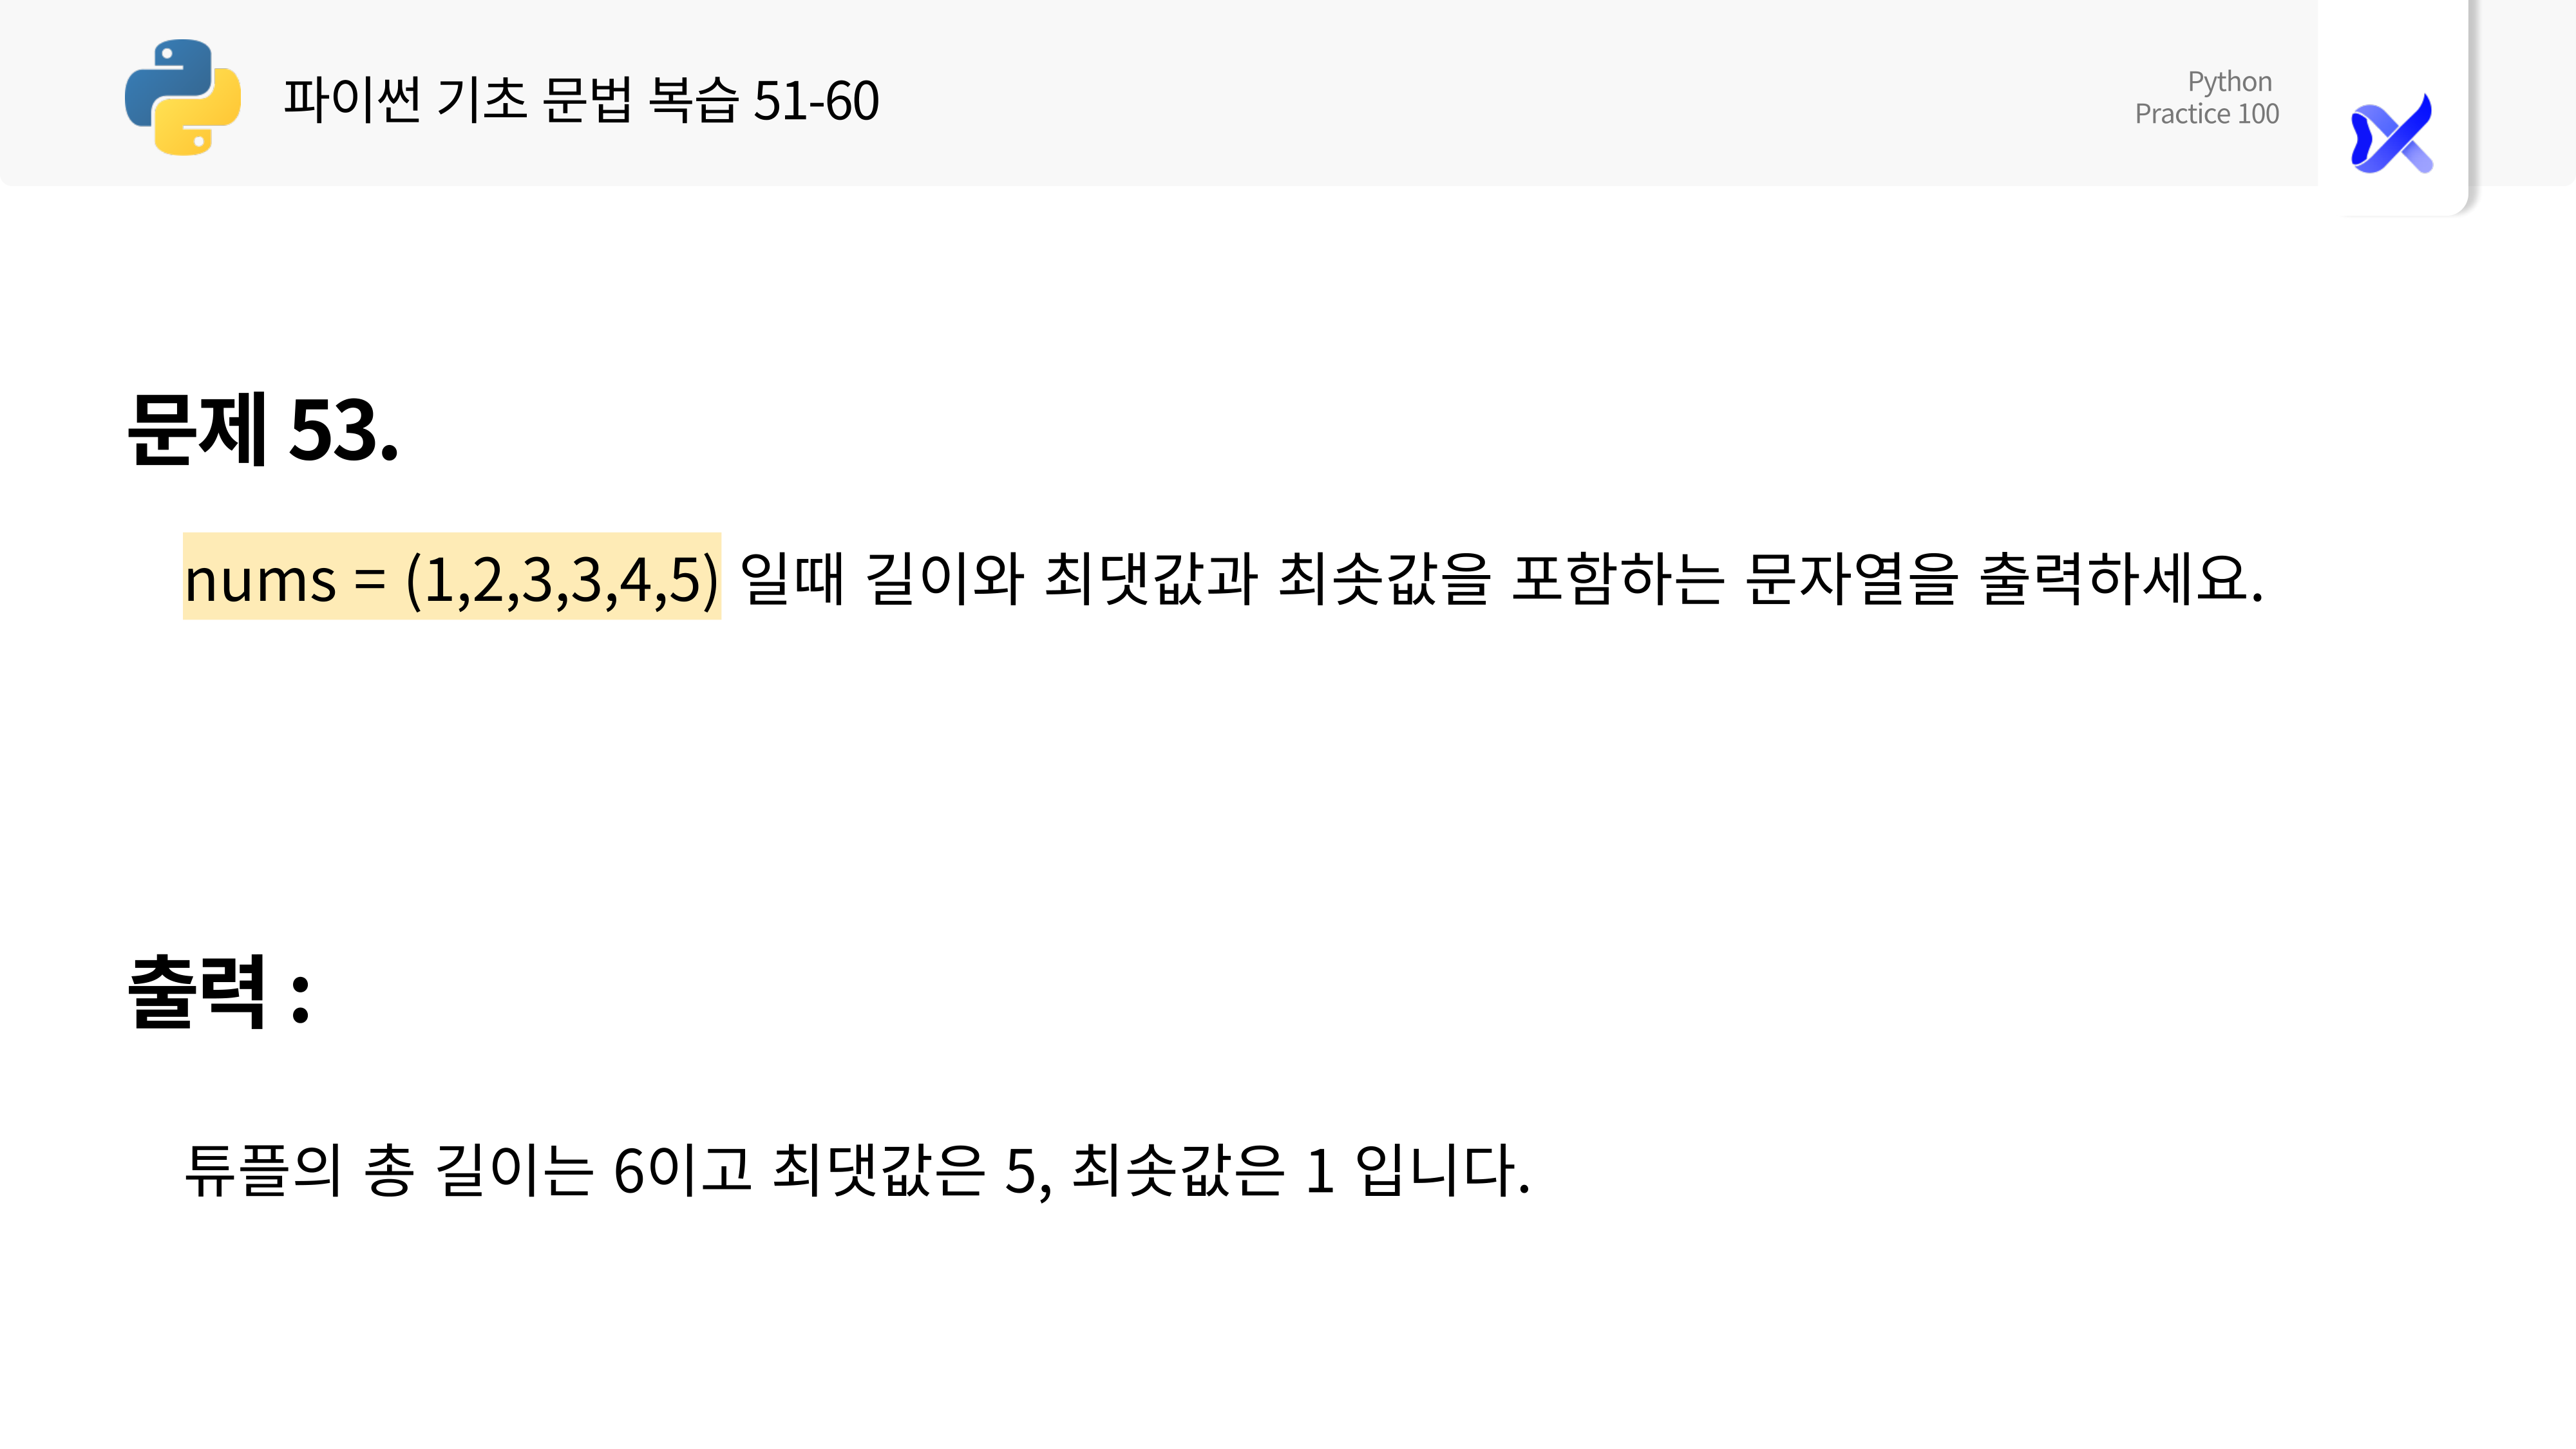 파이썬 기초 문법 복습 51-60
Python
Practice 100
문제 53.
nums = (1,2,3,3,4,5) 일때 길이와 최댓값과 최솟값을 포함하는 문자열을 출력하세요.
출력 :
튜플의 총 길이는 6이고 최댓값은 5, 최솟값은 1 입니다.